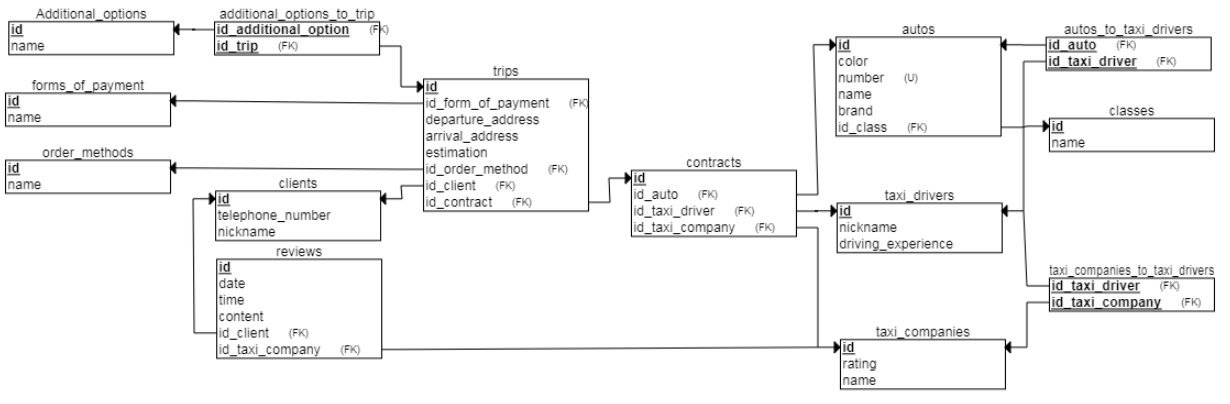 Additional_options
id
name
additional_options_to_trip
id_additional_option (FK)
id_trip (FK)
forms_of_payment
id
name
order_methods
id
name
trips
id
id_form_of_payment (FK)
departure_address
arrival_address
estimation
id_order_method (FK)
id_client (FK)
id_contract (FK)
clients
id
telephone_number
nickname
reviews
id
date
time
content
id_client (FK)
id_taxi_company (FK)
contracts
id
id_auto (FK)
id_taxi_driver (FK)
id_taxi_company (FK)
autos
id
color
number (U)
name
brand
id_class (FK)
autos_to_taxi_drivers
id_auto (FK)
id_taxi_driver (FK)
classes
id
name
taxi_drivers
id
nickname
driving_experience
taxi_companies_to_taxi_drivers
id_taxi_driver (FK)
id_taxi_company (FK)
taxi_companies
id
rating
name